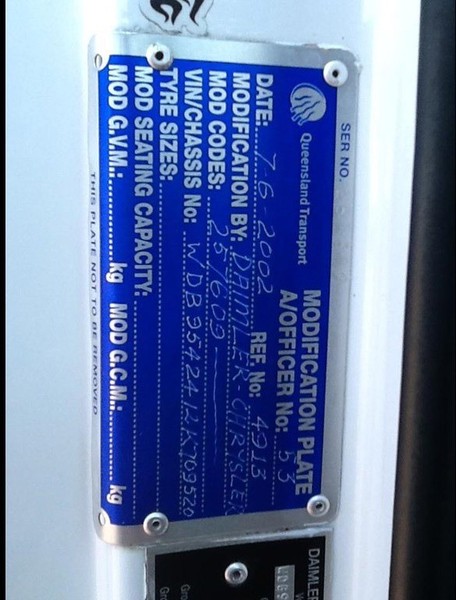 SER NO.
Queensland Transport
MODIFICATION PLATE
A/OFFICER No: 53
DATE: 7-6-2002 REF. No: 4913
MODIFICATION BY: DAIMLER CHRYSLER
MOD CODES: 25/609
VIN/CHASSIS No: WDB9542412K709520
TYRE SIZES:
MOD SEATING CAPACITY:
MOD G.V.M.: kg MOD G.C.M.: kg
THIS PLATE NOT TO BE REMOVED
DAIMLER